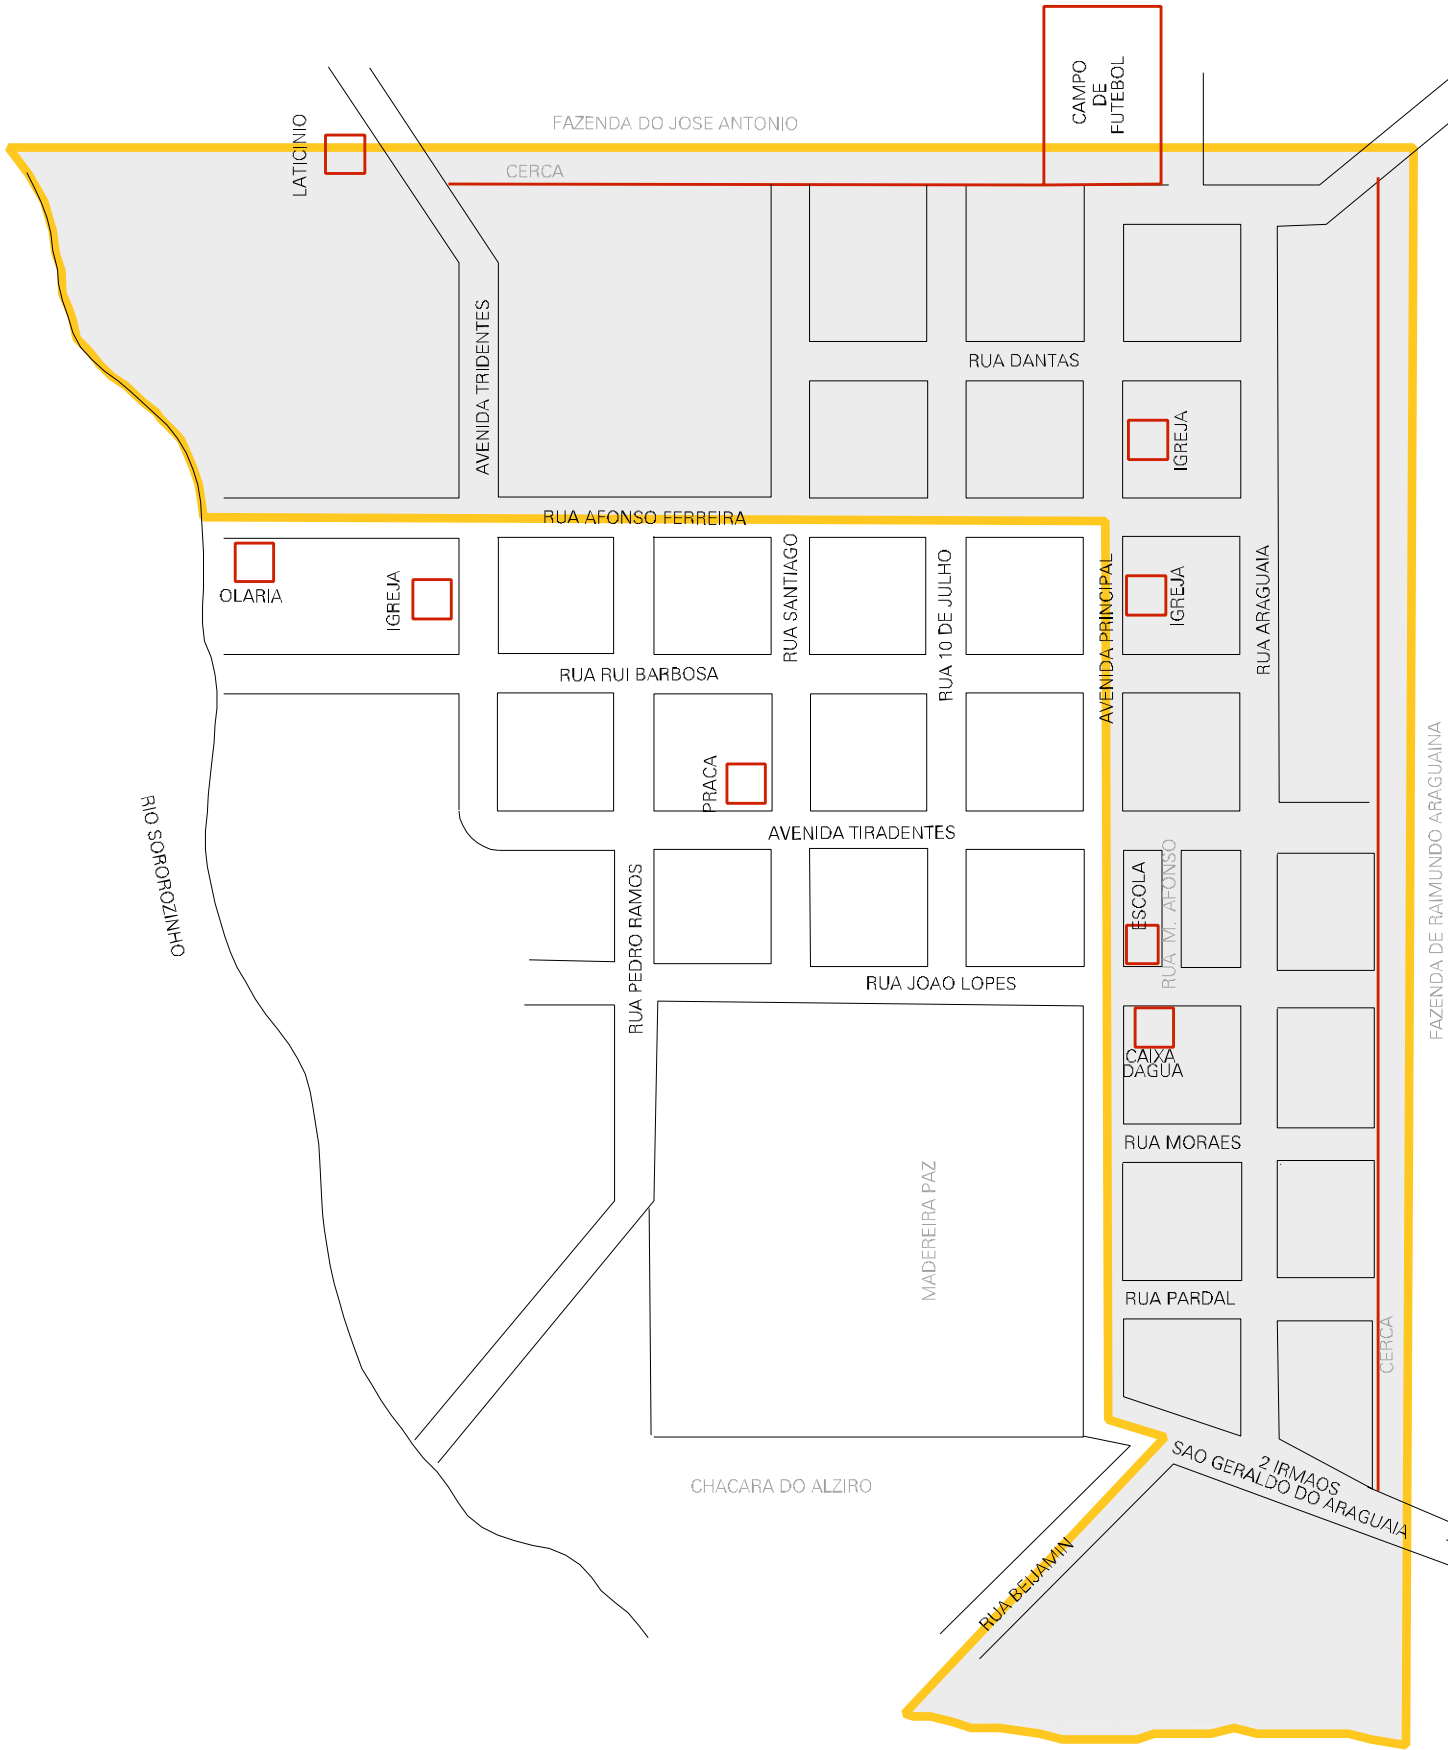 CAMPO
DE
FUTEBOL
FAZENDA DO JOSE ANTONIO
LATICINIO
CERCA
AVENIDA TRIDENTES
RUA DANTAS
IGREJA
RUA AFONSO FERREIRA
OLARIA
IGREJA
RUA SANTIAGO
RUA 10 DE JULHO
AVENIDA PRINCIPAL
IGREJA
RUA ARAGUAIA
RUA RUI BARBOSA
PRACA
AVENIDA TIRADENTES
RIO SOROROZINHO
RUA PEDRO RAMOS
ESCOLA
RUA M. AFONSO
FAZENDA DE RAIMUNDO ARAGUAINA
RUA JOAO LOPES
CAIXA
DAGUA
RUA MORAES
MADEREIRA PAZ
RUA PARDAL
CERCA
CHACARA DO ALZIRO
2 IRMAOS
SAO GERALDO DO ARAGUAIA
RUA BEIJAMIN